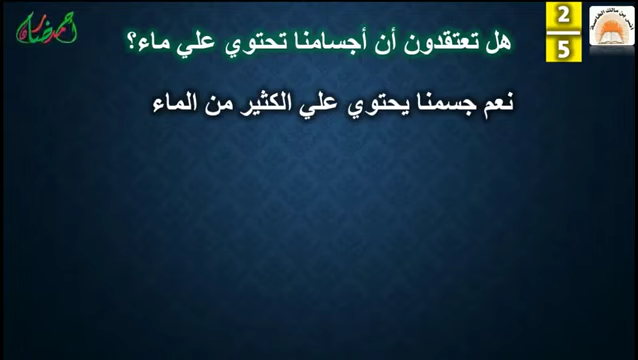 هل تعتقدون أن أجسامنا تحتوي علي ماء؟
نعم جسمنا يحتوي علي الكثير من الماء
2
5